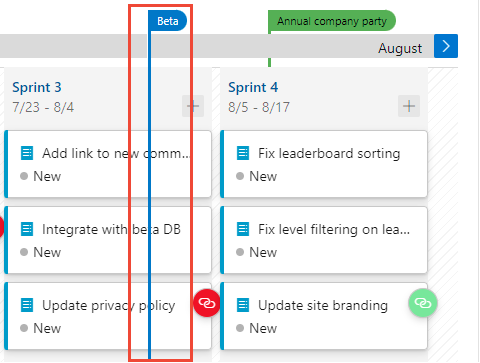 Beta
Annual company party
August
Sprint 3
7/23 - 8/4
Sprint 4
8/5 - 8/17
Add link to new comm...
New
Fix leaderboard sorting
New
Integrate with beta DB
New
Fix level filtering on lea...
New
Update privacy policy
New
Update site branding
New